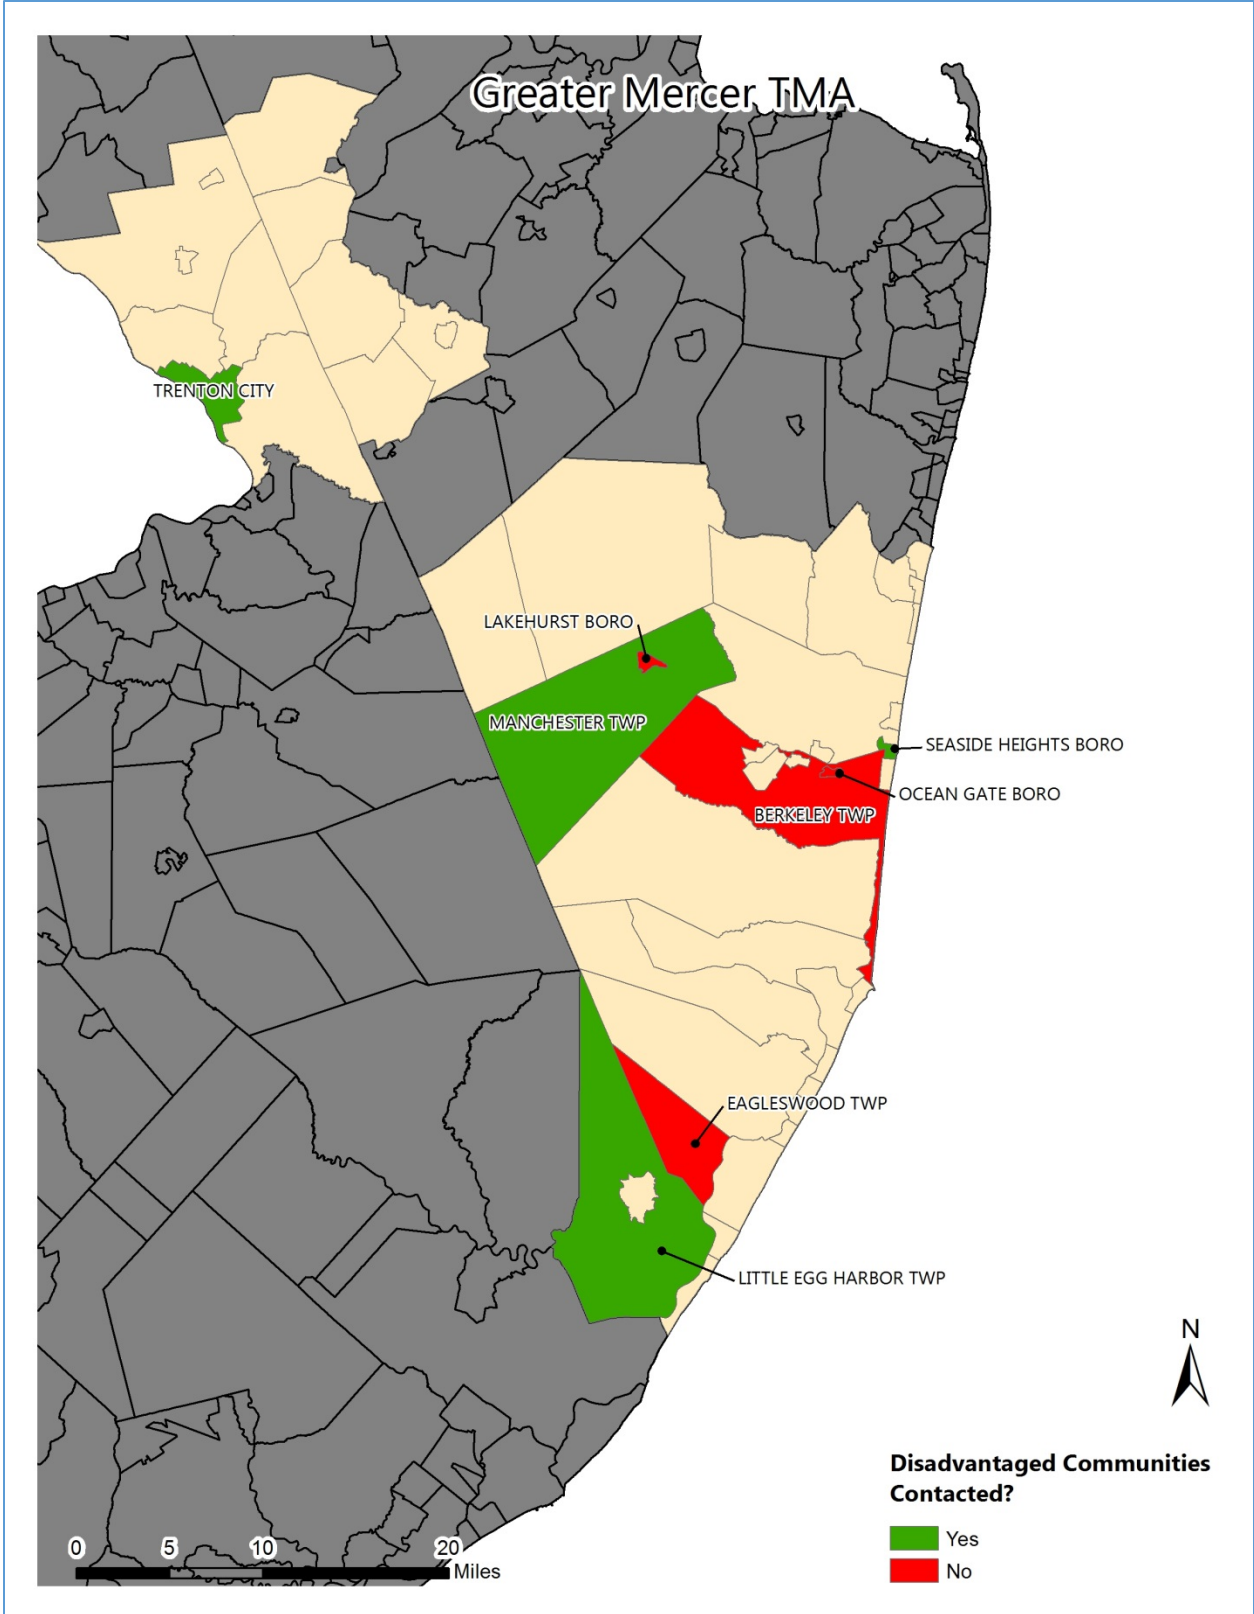 Greater Mercer TMA
TRENTON CITY
LAKEHURST BORO
MANCHESTER TWP
SEASIDE HEIGHTS BORO
OCEAN GATE BORO
BERKELEY TWP
EAGLESWOOD TWP
LITTLE EGG HARBOR TWP
N
Disadvantaged Communities
Contacted?
Yes
No
0 5 10 20
Miles